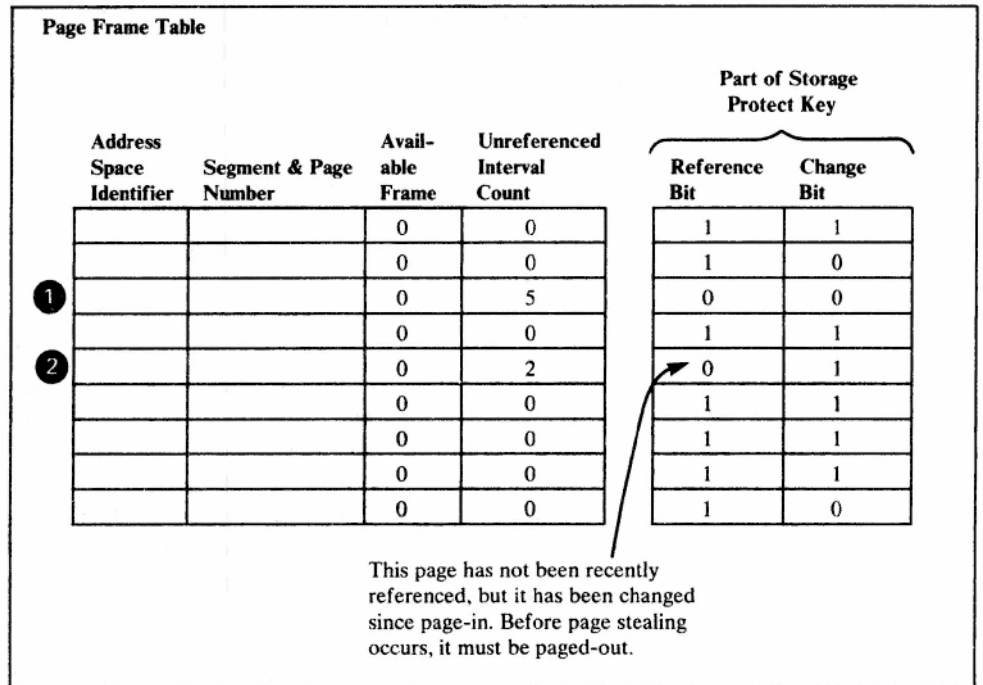 Page Frame Table
Part of Storage
Protect Key
Address Avail- Unreferenced
Space Segment & Page able Interval Reference Change
Identifier Number Frame Count Bit Bit
0 0 1 1
0 0 1 0
1 0 5 0 0
0 0 1 1
2 0 2 0 1
0 0 1 1
0 0 1 1
0 0 1 1
0 0 1 0
This page has not been recently
referenced, but it has been changed
since page-in. Before page stealing
occurs, it must be paged-out.